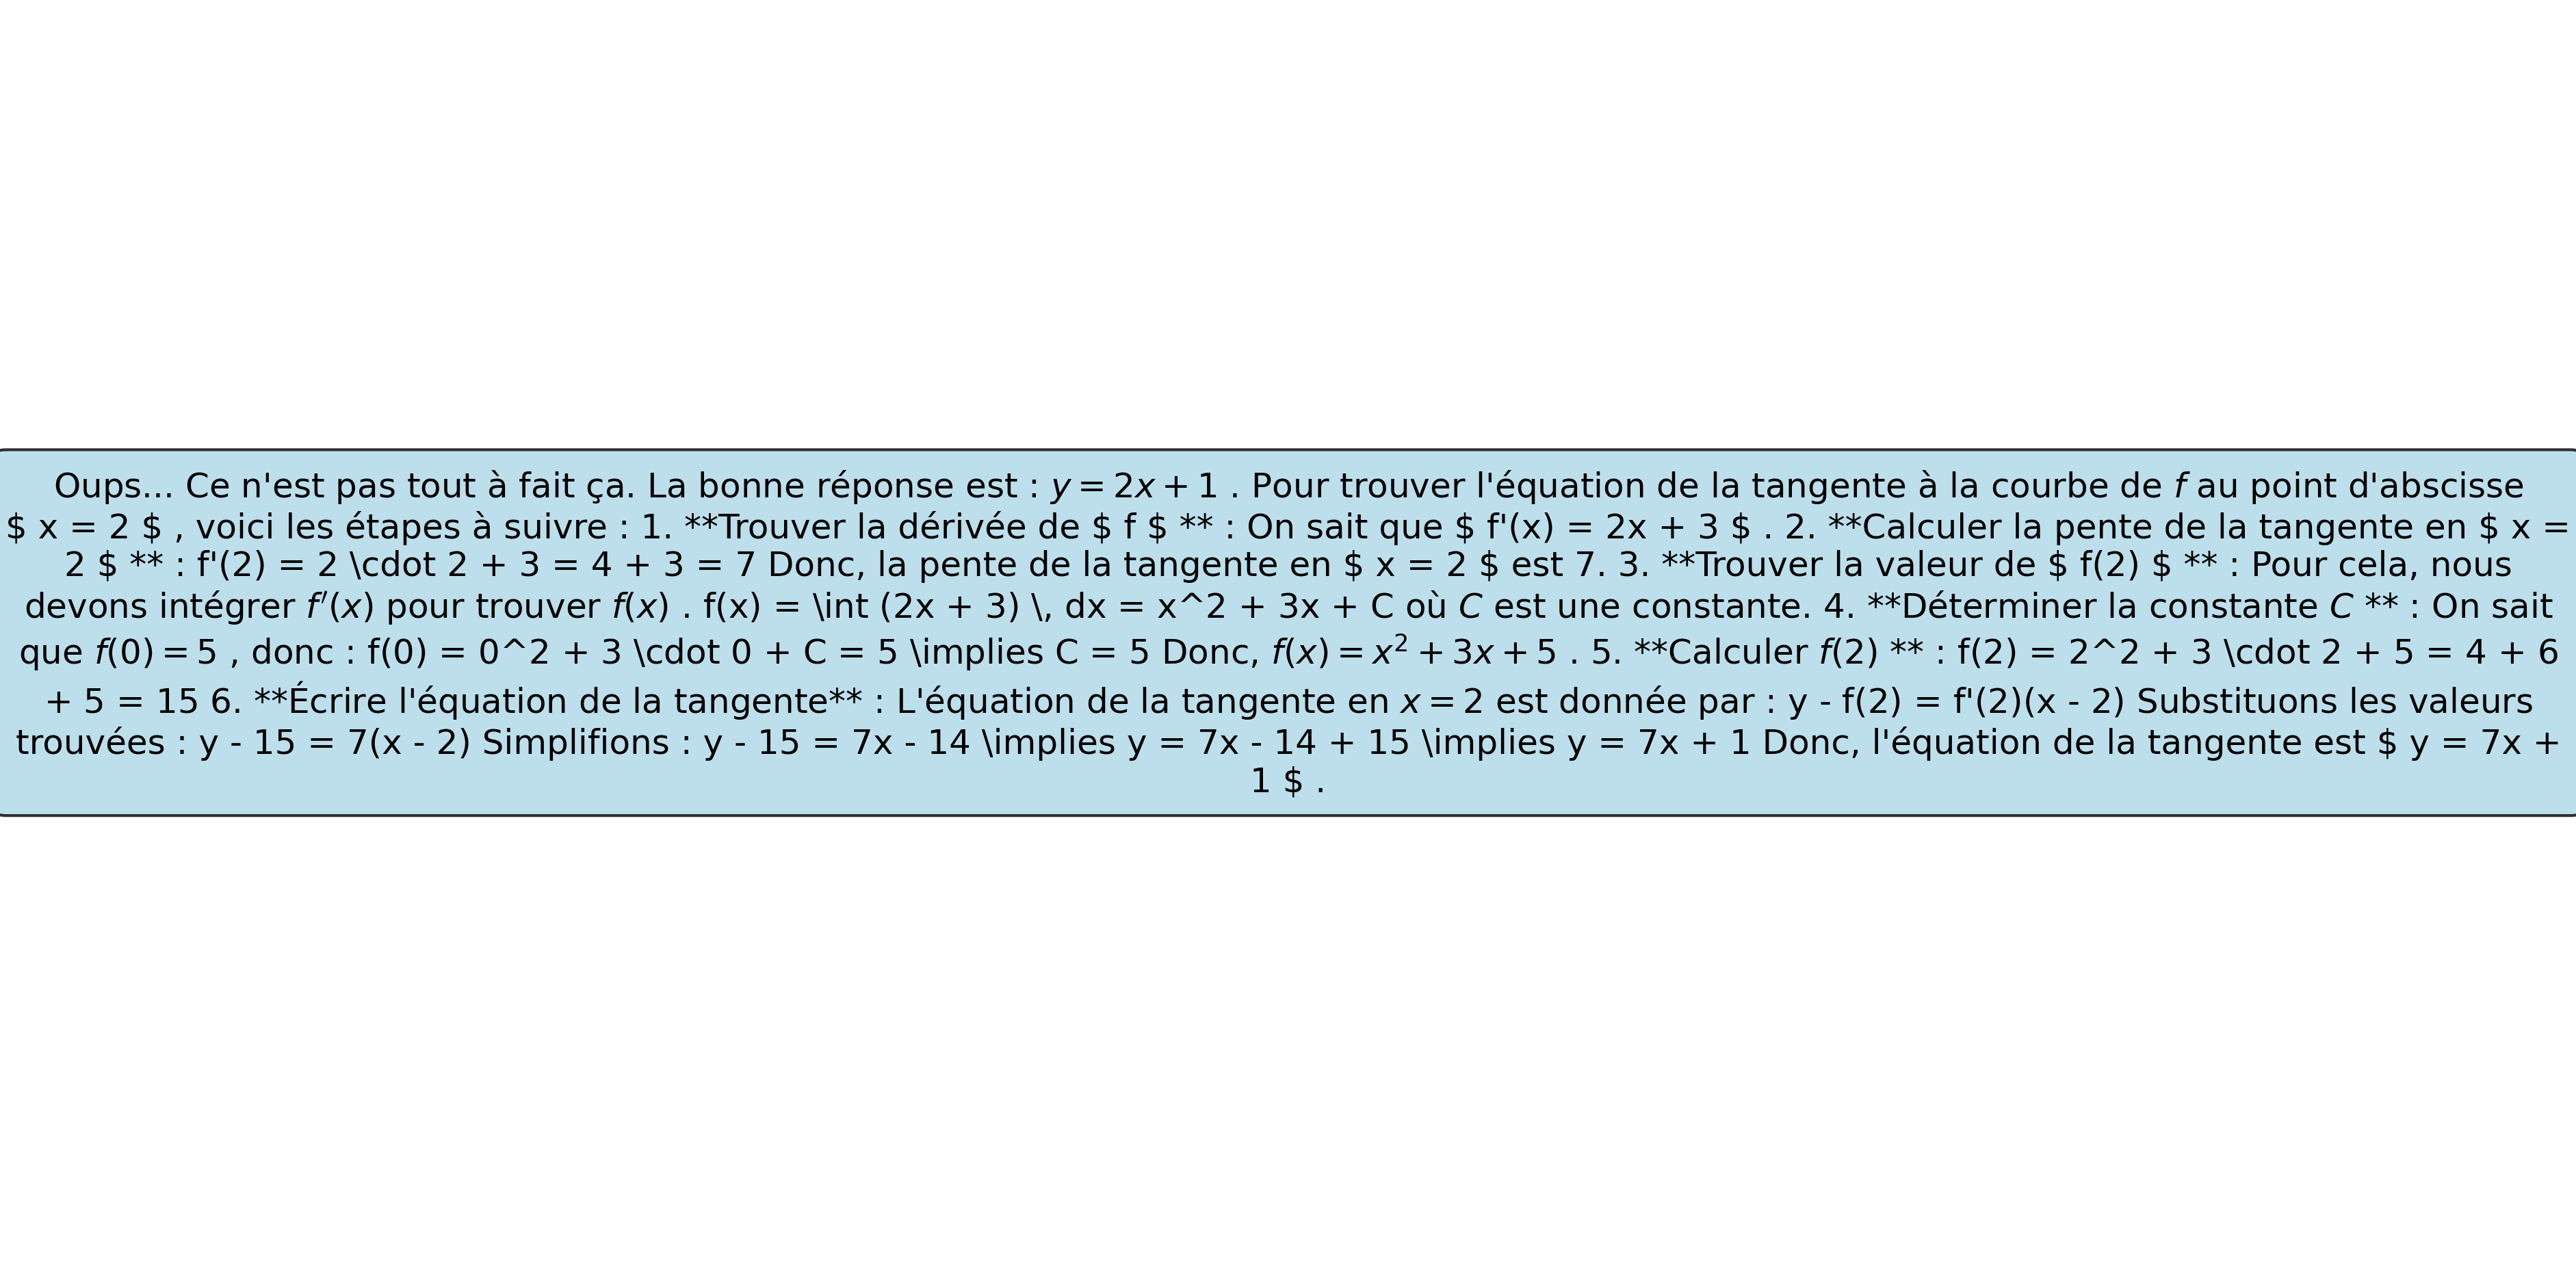 Oups... Ce n'est pas tout à fait ça. La bonne réponse est : y = 2x + 1 . Pour trouver l'équation de la tangente à la courbe de f au point d'abscisse
$ x = 2 $ , voici les étapes à suivre : 1. **Trouver la dérivée de $ f $ ** : On sait que $ f'(x) = 2x + 3 $ . 2. **Calculer la pente de la tangente en $ x =
2 $ ** : f'(2) = 2 \cdot 2 + 3 = 4 + 3 = 7 Donc, la pente de la tangente en $ x = 2 $ est 7. 3. **Trouver la valeur de $ f(2) $ ** : Pour cela, nous
devons intégrer f′(x) pour trouver f(x) . f(x) = \int (2x + 3) \, dx = x^2 + 3x + C où C est une constante. 4. **Déterminer la constante C ** : On sait
que f(0) = 5 , donc : f(0) = 0^2 + 3 \cdot 0 + C = 5 \implies C = 5 Donc, f(x) = x² + 3x + 5 . 5. **Calculer f(2) ** : f(2) = 2^2 + 3 \cdot 2 + 5 = 4 + 6
+ 5 = 15 6. **Écrire l'équation de la tangente** : L'équation de la tangente en x = 2 est donnée par : y - f(2) = f'(2)(x - 2) Substituons les valeurs
trouvées : y - 15 = 7(x - 2) Simplifions : y - 15 = 7x - 14 \implies y = 7x - 14 + 15 \implies y = 7x + 1 Donc, l'équation de la tangente est $ y = 7x +
1 $ .